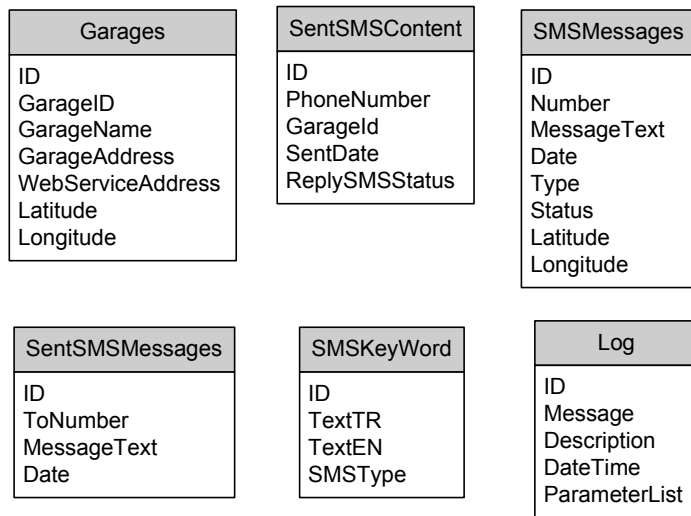 Garages
ID
GarageID
GarageName
GarageAddress
WebServiceAddress
Latitude
Longitude
SentSMSContent
ID
PhoneNumber
GarageId
SentDate
ReplySMSStatus
SMSMessages
ID
Number
MessageText
Date
Type
Status
Latitude
Longitude
SentSMSMessages
ID
ToNumber
MessageText
Date
SMSKeyWord
ID
TextTR
TextEN
SMSType
Log
ID
Message
Description
DateTime
ParameterList